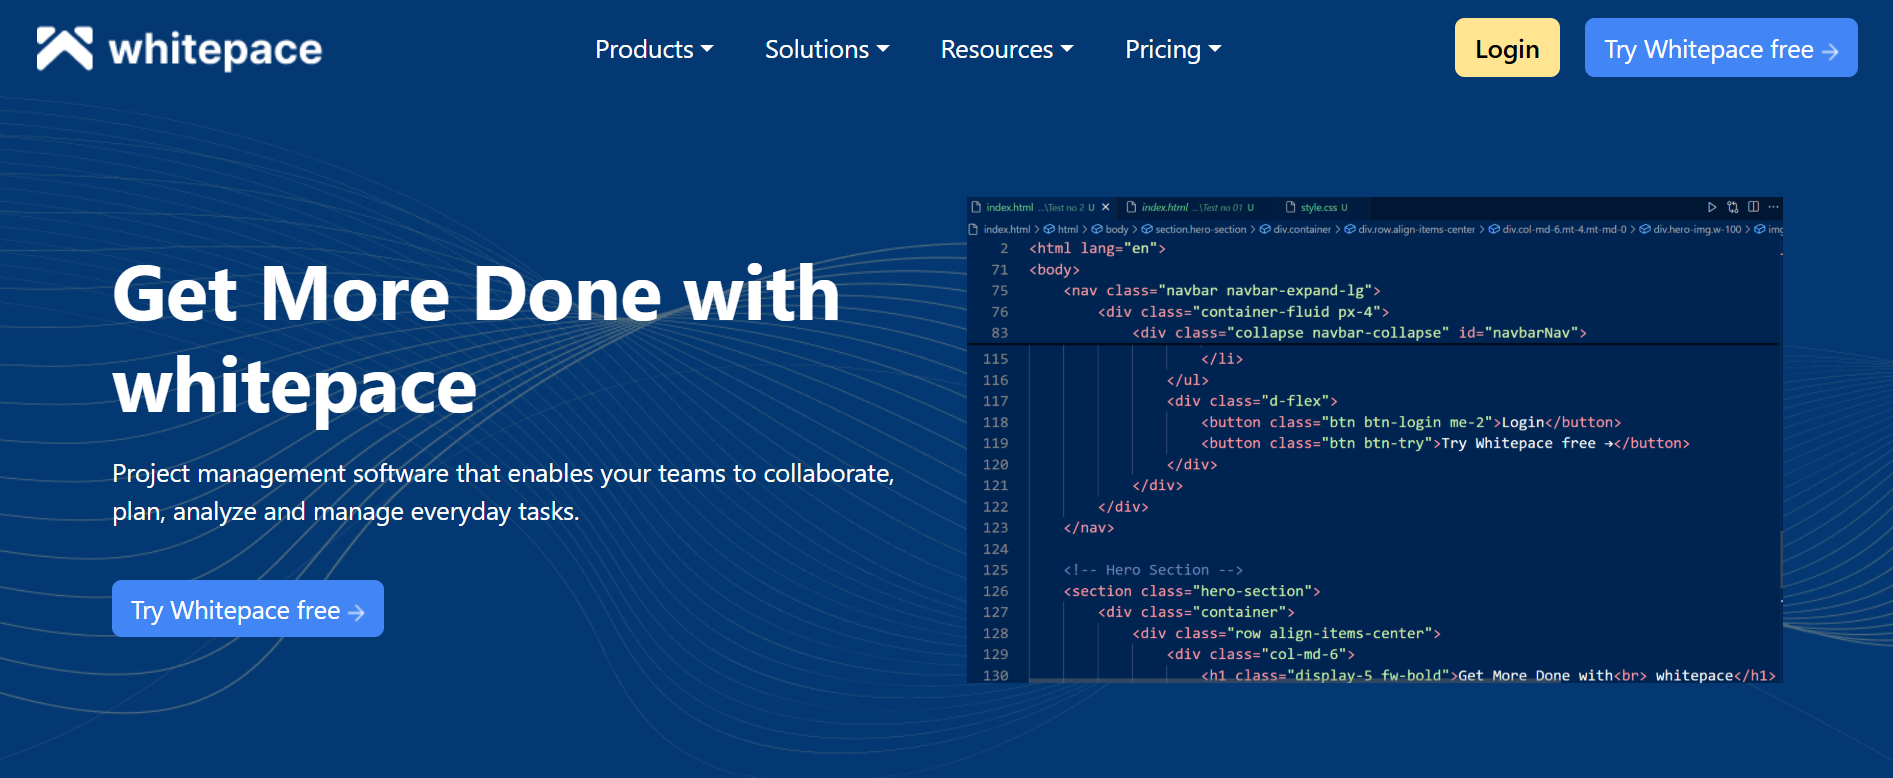 whitepace
Products Solutions Resources Pricing
Login Try Whitepace free →
Get More Done with
whitepace
Project management software that enables your teams to collaborate,
plan, analyze and manage everyday tasks.
Try Whitepace free →
index.html ...\Test no 2 U × index.html ...\Test no 01 U style.css U
index.html > html > body > section.hero-section > div.container > div.row.align-items-center > div.col-md-6.mt-4.mt-md-0 > div.hero-img.w-100 > img
2 <html lang="en">
71 <body>
75 <nav class="navbar navbar-expand-lg">
76 <div class="container-fluid px-4">
83 <div class="collapse navbar-collapse" id="navbarNav">
115 </li>
116 </ul>
117 <div class="d-flex">
118 <button class="btn btn-login me-2">Login</button>
119 <button class="btn btn-try">Try Whitepace free →</button>
120 </div>
121 </div>
122 </div>
123 </nav>
124
125 <!-- Hero Section -->
126 <section class="hero-section">
127 <div class="container">
128 <div class="row align-items-center">
129 <div class="col-md-6">
130 <h1 class="display-5 fw-bold">Get More Done with<br> whitepace</h1>